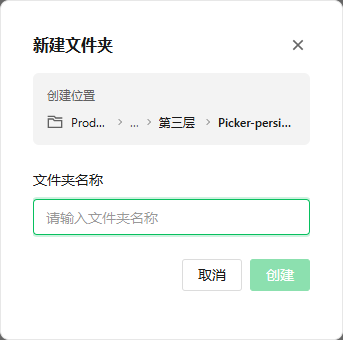 新建文件夹
创建位置
Prod... > ... > 第三层 > Picker-persi...
文件夹名称
请输入文件夹名称
取消 创建